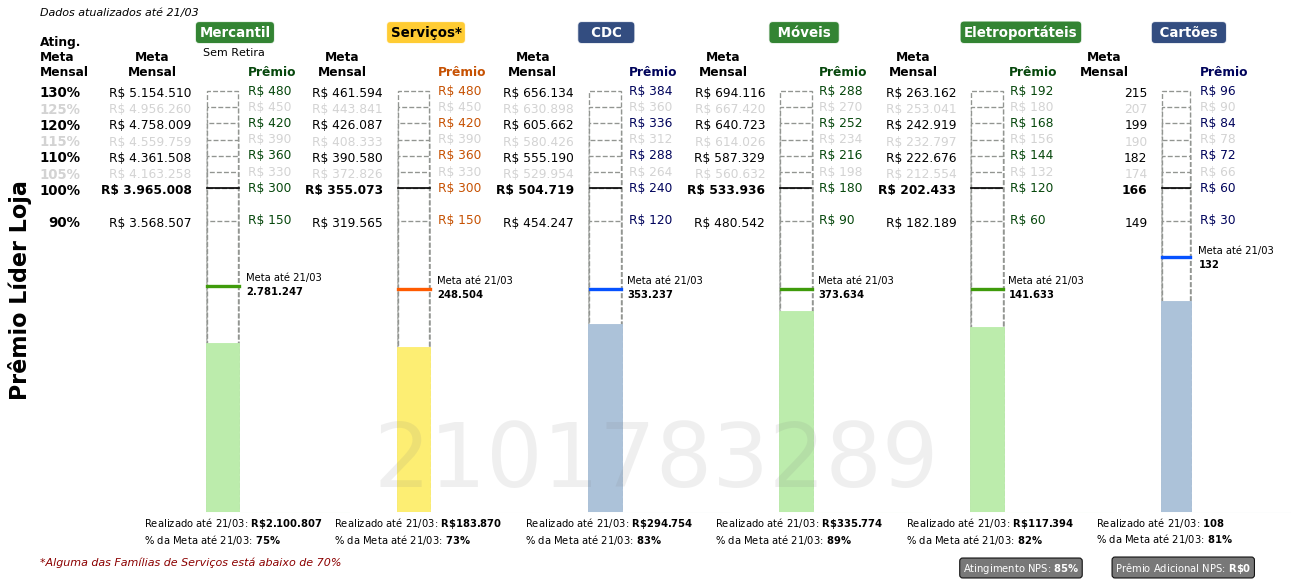 Dados atualizados até 21/03
Mercantil Serviços* CDC Móveis Eletroportáteis Cartões
Sem Retira
Ating. Meta Mensal
Meta Mensal Prêmio Meta Mensal Prêmio Meta Mensal Prêmio Meta Mensal Prêmio Meta Mensal Prêmio Meta Mensal Prêmio
130% R$ 5.154.510 R$ 480 R$ 461.594 R$ 480 R$ 656.134 R$ 384 R$ 694.116 R$ 288 R$ 263.162 R$ 192 215 R$ 96
125% R$ 4.956.260 R$ 450 R$ 443.841 R$ 450 R$ 630.898 R$ 360 R$ 667.420 R$ 270 R$ 253.041 R$ 180 207 R$ 90
120% R$ 4.758.009 R$ 420 R$ 426.087 R$ 420 R$ 605.662 R$ 336 R$ 640.723 R$ 252 R$ 242.919 R$ 168 199 R$ 84
115% R$ 4.559.759 R$ 390 R$ 408.333 R$ 390 R$ 580.426 R$ 312 R$ 614.026 R$ 234 R$ 232.797 R$ 156 190 R$ 78
110% R$ 4.361.508 R$ 360 R$ 390.580 R$ 360 R$ 555.190 R$ 288 R$ 587.329 R$ 216 R$ 222.676 R$ 144 182 R$ 72
105% R$ 4.163.258 R$ 330 R$ 372.826 R$ 330 R$ 529.954 R$ 264 R$ 560.632 R$ 198 R$ 212.554 R$ 132 174 R$ 66
100% R$ 3.965.008 R$ 300 R$ 355.073 R$ 300 R$ 504.719 R$ 240 R$ 533.936 R$ 180 R$ 202.433 R$ 120 166 R$ 60
90% R$ 3.568.507 R$ 150 R$ 319.565 R$ 150 R$ 454.247 R$ 120 R$ 480.542 R$ 90 R$ 182.189 R$ 60 149 R$ 30
Prêmio Líder Loja
Meta até 21/03
132
Meta até 21/03 Meta até 21/03 Meta até 21/03 Meta até 21/03 Meta até 21/03
2.781.247 248.504 353.237 373.634 141.633
2101783289
Realizado até 21/03: R$2.100.807 Realizado até 21/03: R$183.870 Realizado até 21/03: R$294.754 Realizado até 21/03: R$335.774 Realizado até 21/03: R$117.394 Realizado até 21/03: 108
% da Meta até 21/03: 75% % da Meta até 21/03: 73% % da Meta até 21/03: 83% % da Meta até 21/03: 89% % da Meta até 21/03: 82% % da Meta até 21/03: 81%
*Alguma das Famílias de Serviços está abaixo de 70%
Atingimento NPS: 85% Prêmio Adicional NPS: R$0